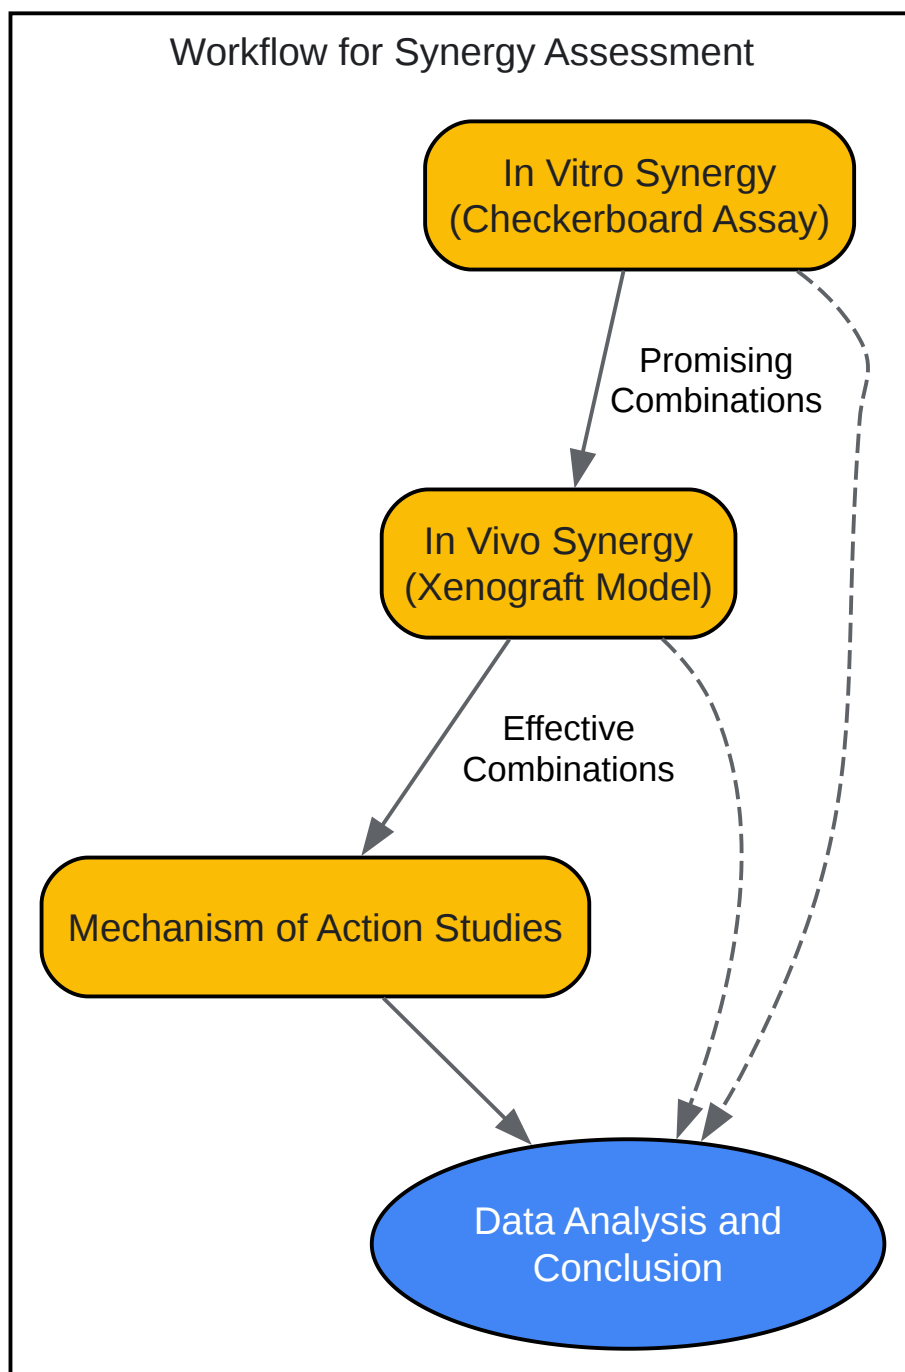 Workflow for Synergy Assessment
In Vitro Synergy
(Checkerboard Assay)
Promising
Combinations
In Vivo Synergy
(Xenograft Model)
Effective
Combinations
Mechanism of Action Studies
Data Analysis and
Conclusion